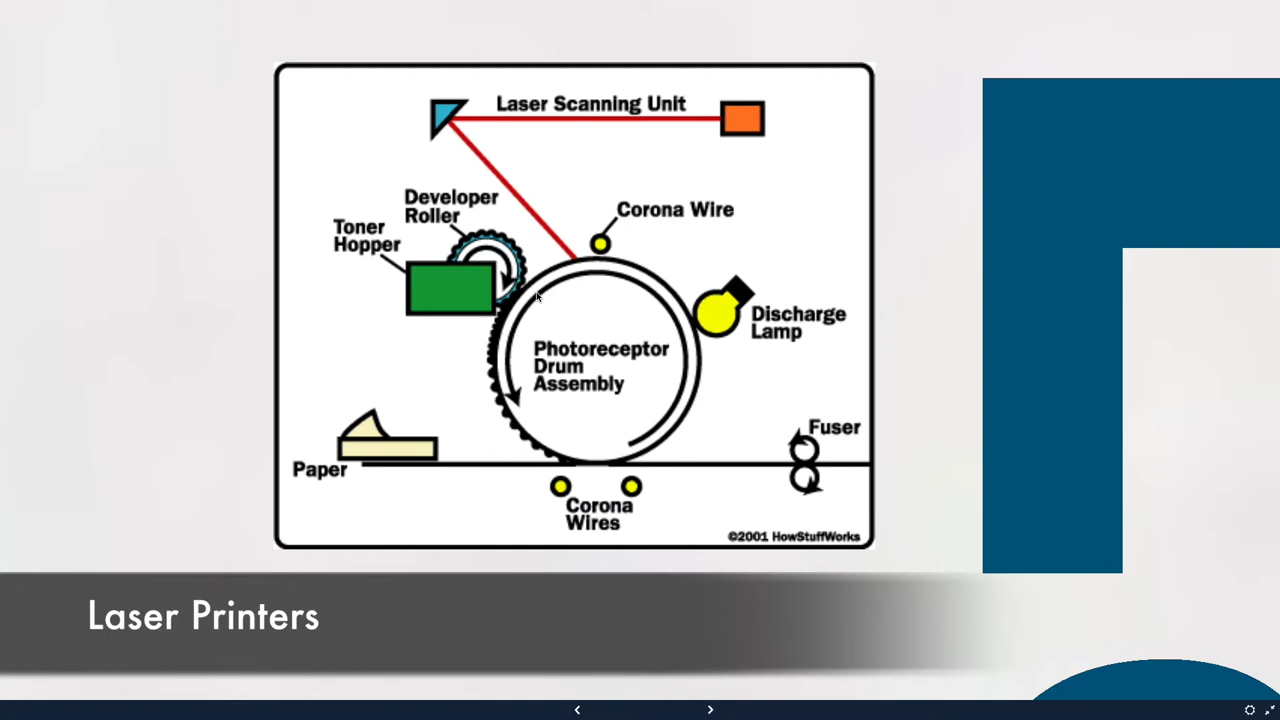 Laser Scanning Unit
Developer
Roller
Corona Wire
Toner
Hopper
Discharge
Lamp
Photoreceptor
Drum
Assembly
Fuser
Paper
Corona
Wires
©2001 HowStuffWorks
Laser Printers